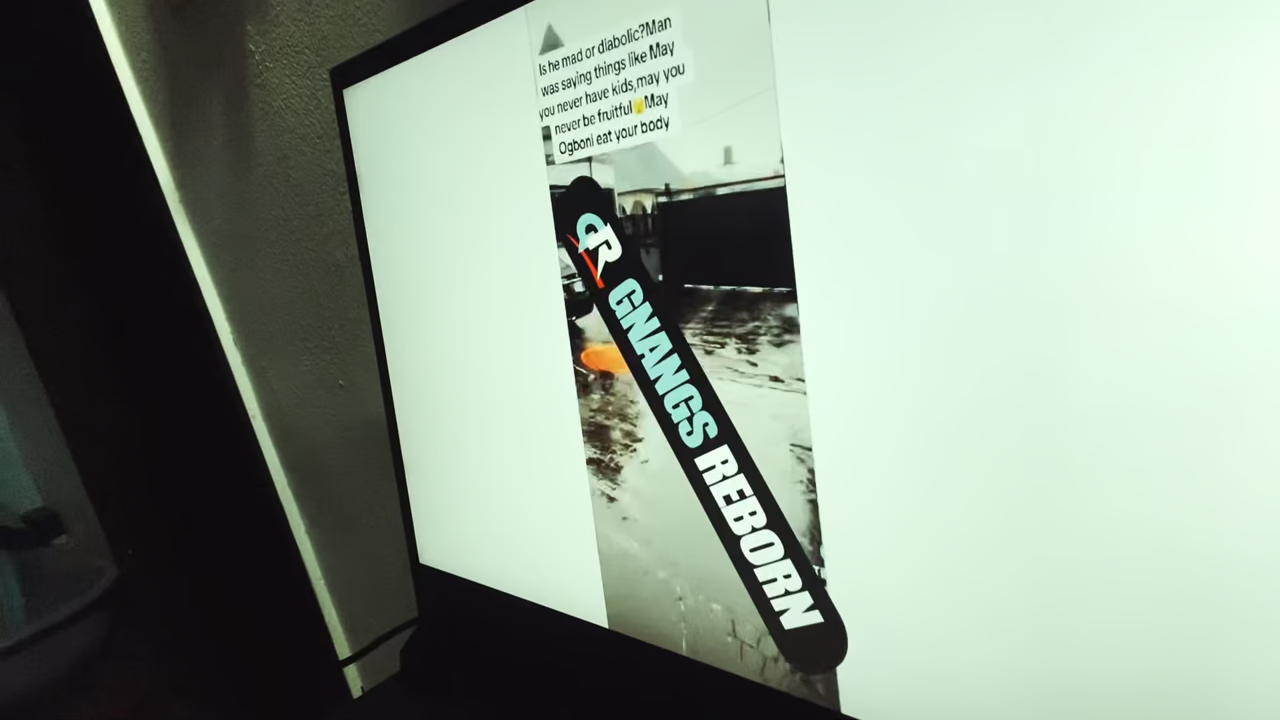 Is he mad or diabolic?Man
was saying things like May
you never have kids,may you
never be fruitful May
Ogboni eat your body
GR
GNANGS REBORN